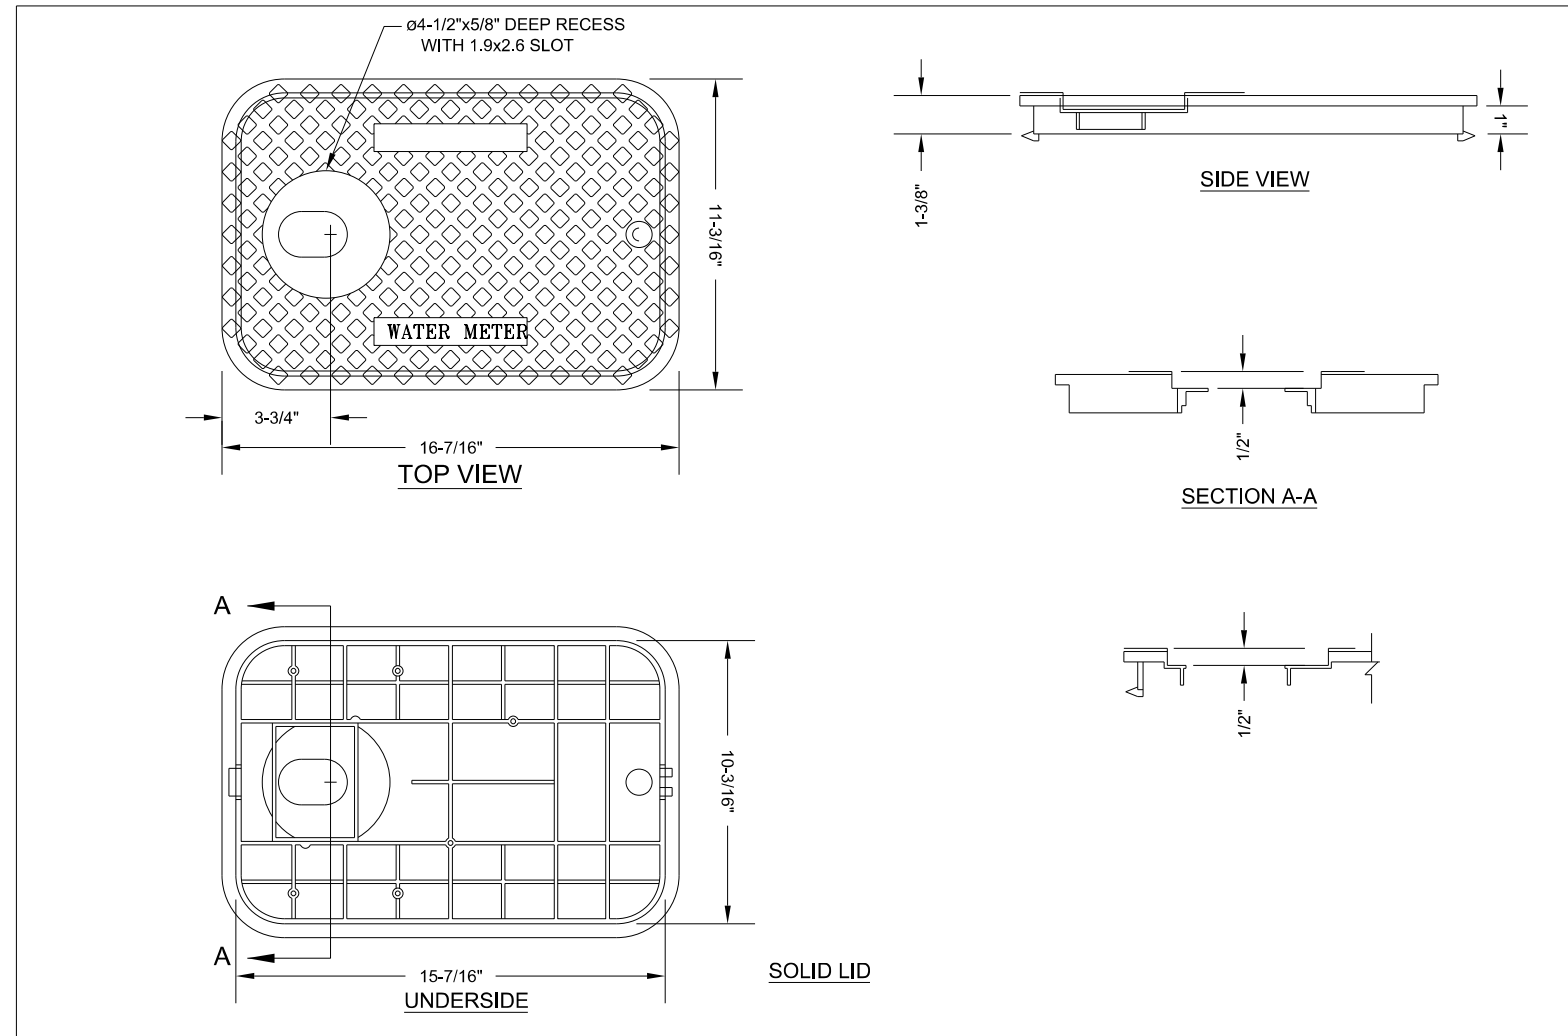 ø4-1/2"x5/8" DEEP RECESS
WITH 1.9x2.6 SLOT
WATER METER
11-3/16"
3-3/4"
16-7/16"
TOP VIEW
1-3/8"
1"
SIDE VIEW
1/2"
SECTION A-A
A
10-3/16"
A
15-7/16"
UNDERSIDE
1/2"
SOLID LID